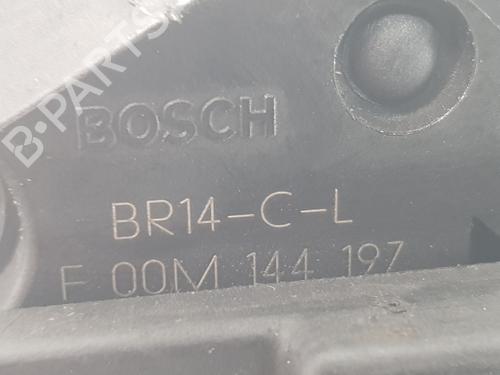 B-PARTS
BOSCH
BR14-C-L
F 00M 144 197